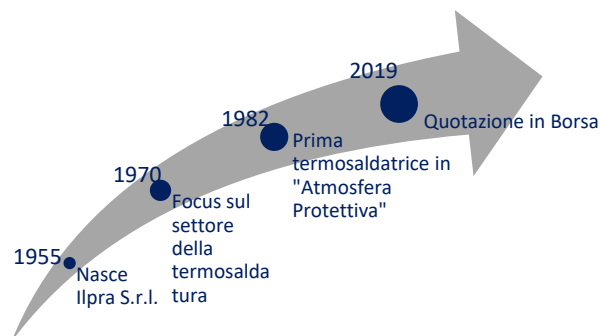 1955
Nasce
Ilpra S.r.l.
1970
Focus sul
settore
della
termosalda
tura
1982
Prima
termosaldatrice in
"Atmosfera
Protettiva"
2019
Quotazione in Borsa